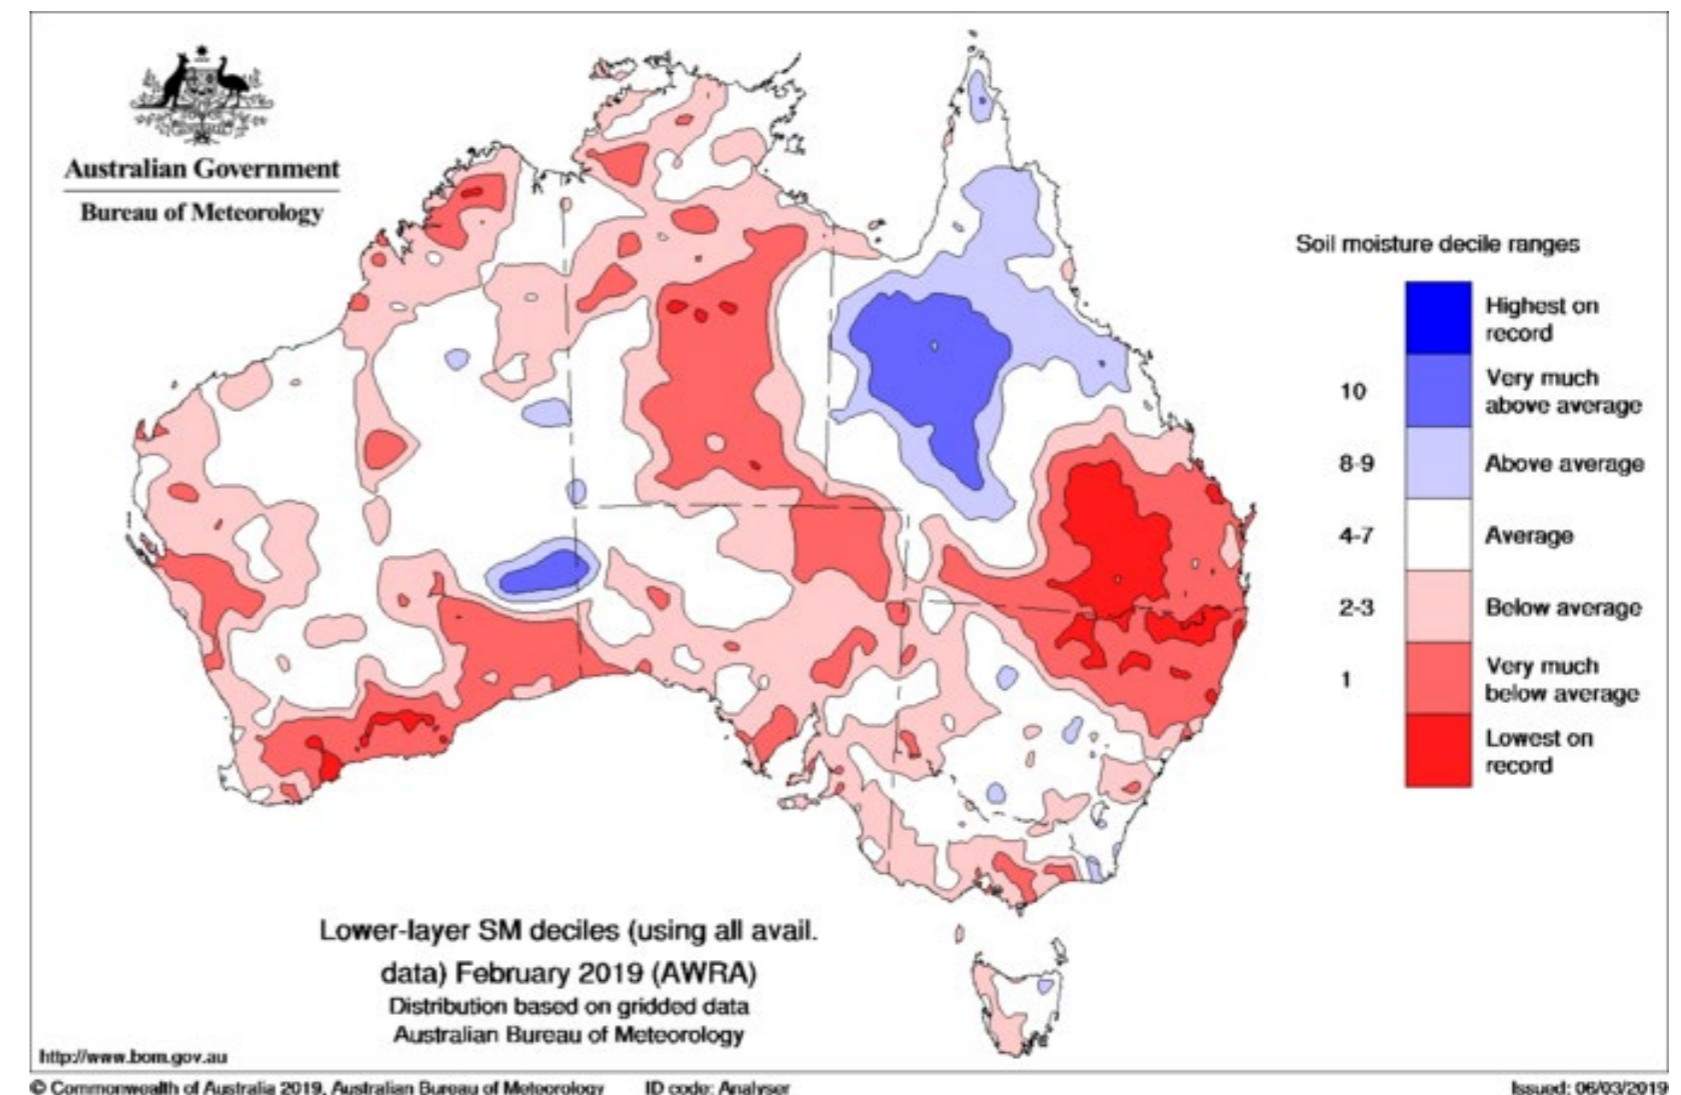 Australian Government
Bureau of Meteorology
Soil moisture decile ranges
Highest on
record
10
Very much
above average
8-9
Above average
4-7
Average
2-3
Below average
1
Very much
below average
Lowest on
record
Lower-layer SM deciles (using all avail.
data) February 2019 (AWRA)
Distribution based on gridded data
Australian Bureau of Meteorology
http://www.bom.gov.au
© Commonwealth of Australia 2019, Australian Bureau of Meteorology
ID code: Analyser
Issued: 06/03/2019